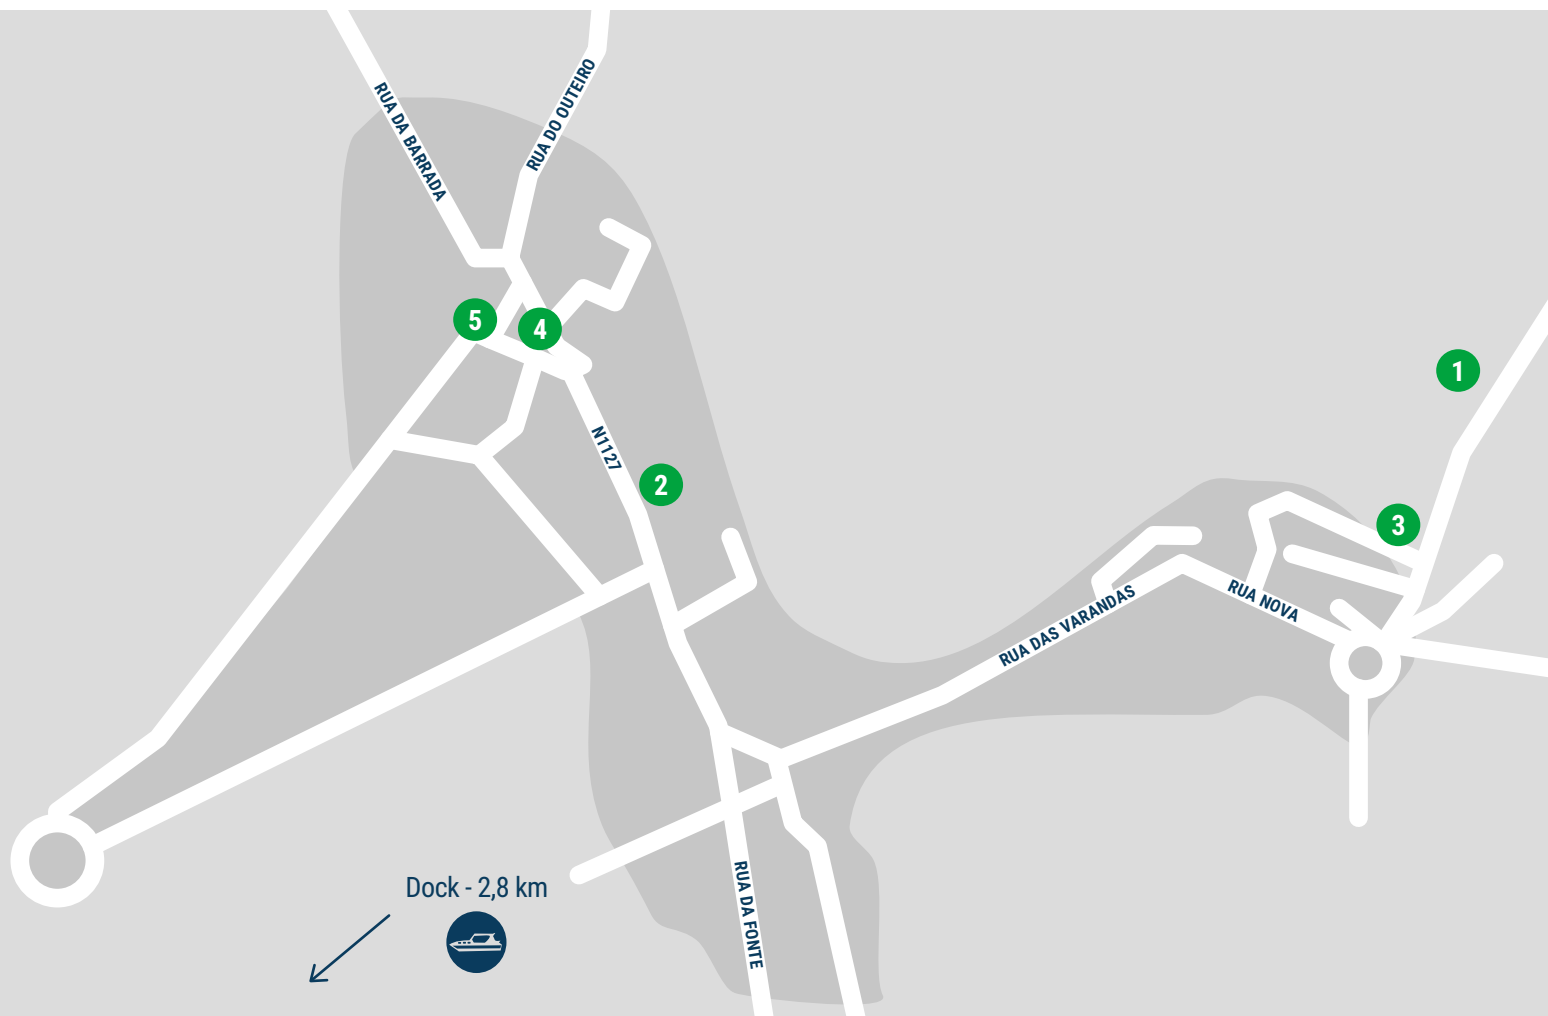 RUA DA BARRADA
RUA DO OUTEIRO
5
4
1
N1127
2
3
RUA DAS VARANDAS
RUA NOVA
RUA DA FONTE
Dock - 2,8 km